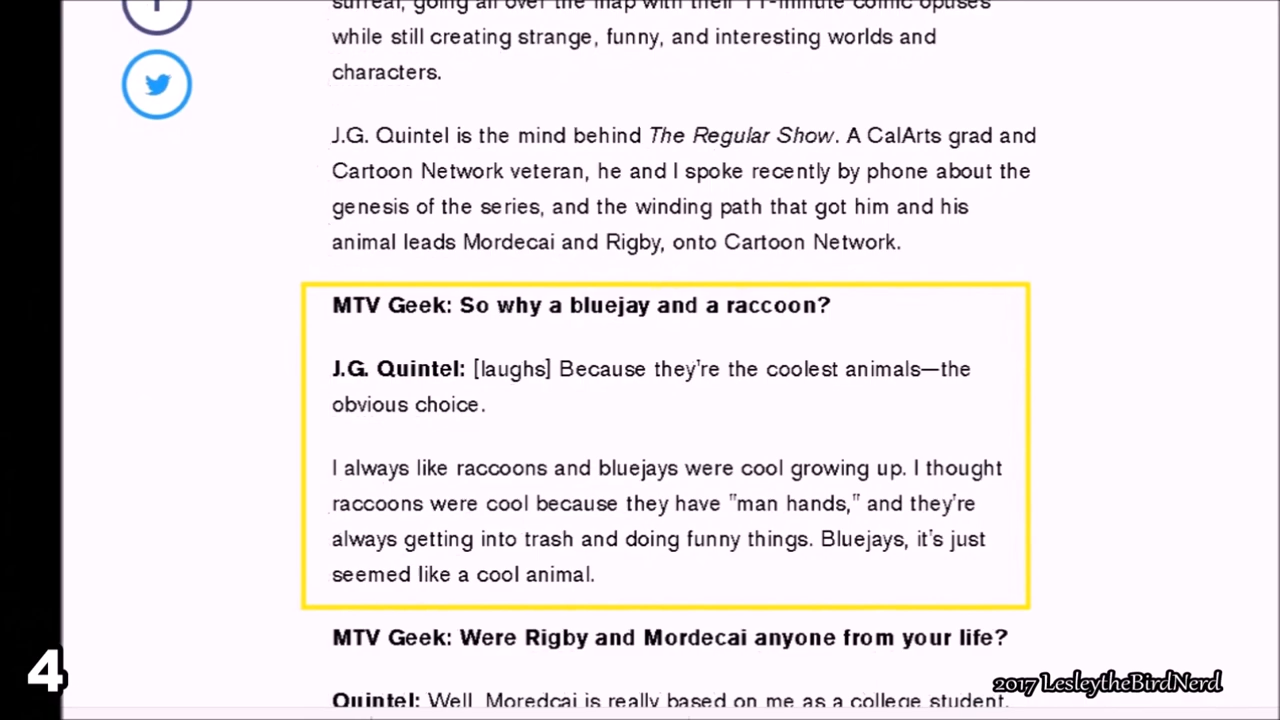 surreal, going all over the map with their 11-minute comic opuses
while still creating strange, funny, and interesting worlds and
characters.
J.G. Quintel is the mind behind The Regular Show. A CalArts grad and
Cartoon Network veteran, he and I spoke recently by phone about the
genesis of the series, and the winding path that got him and his
animal leads Mordecai and Rigby, onto Cartoon Network.
MTV Geek: So why a bluejay and a raccoon?
J.G. Quintel: [laughs] Because they're the coolest animals—the
obvious choice.
I always like raccoons and bluejays were cool growing up. I thought
raccoons were cool because they have "man hands," and they're
always getting into trash and doing funny things. Bluejays, it's just
seemed like a cool animal.
MTV Geek: Were Rigby and Mordecai anyone from your life?
Quintel: Well, Moredcai is really based on me as a college student.
4
2017 LesleytheBirdNerd